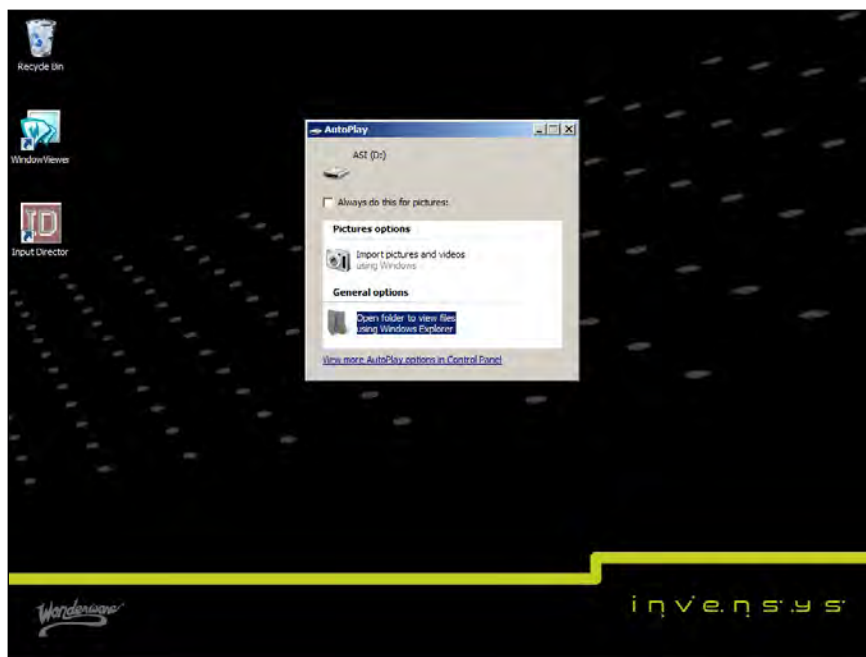 Recycle Bin
WindowViewer
Input Director
AutoPlay
ASI (D:)
Always do this for pictures:
Pictures options
Import pictures and videos
using Windows
General options
Open folder to view files
using Windows Explorer
View more AutoPlay options in Control Panel
ID
Wonderware
invensys